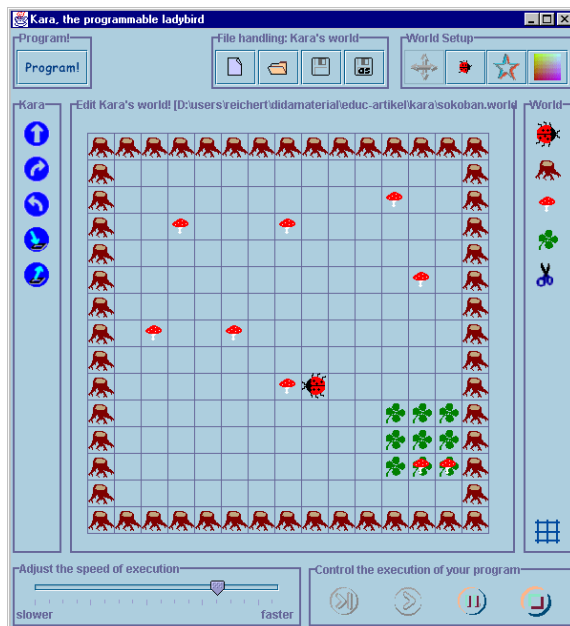 Kara, the programmable ladybird
Program!
File handling: Kara's world
World Setup
Program!
as
Kara
Edit Kara's world! [D:\users\reichert\didamaterial\educ-artikel\kara\sokoban.world
World
Adjust the speed of execution
Control the execution of your program
slower
faster